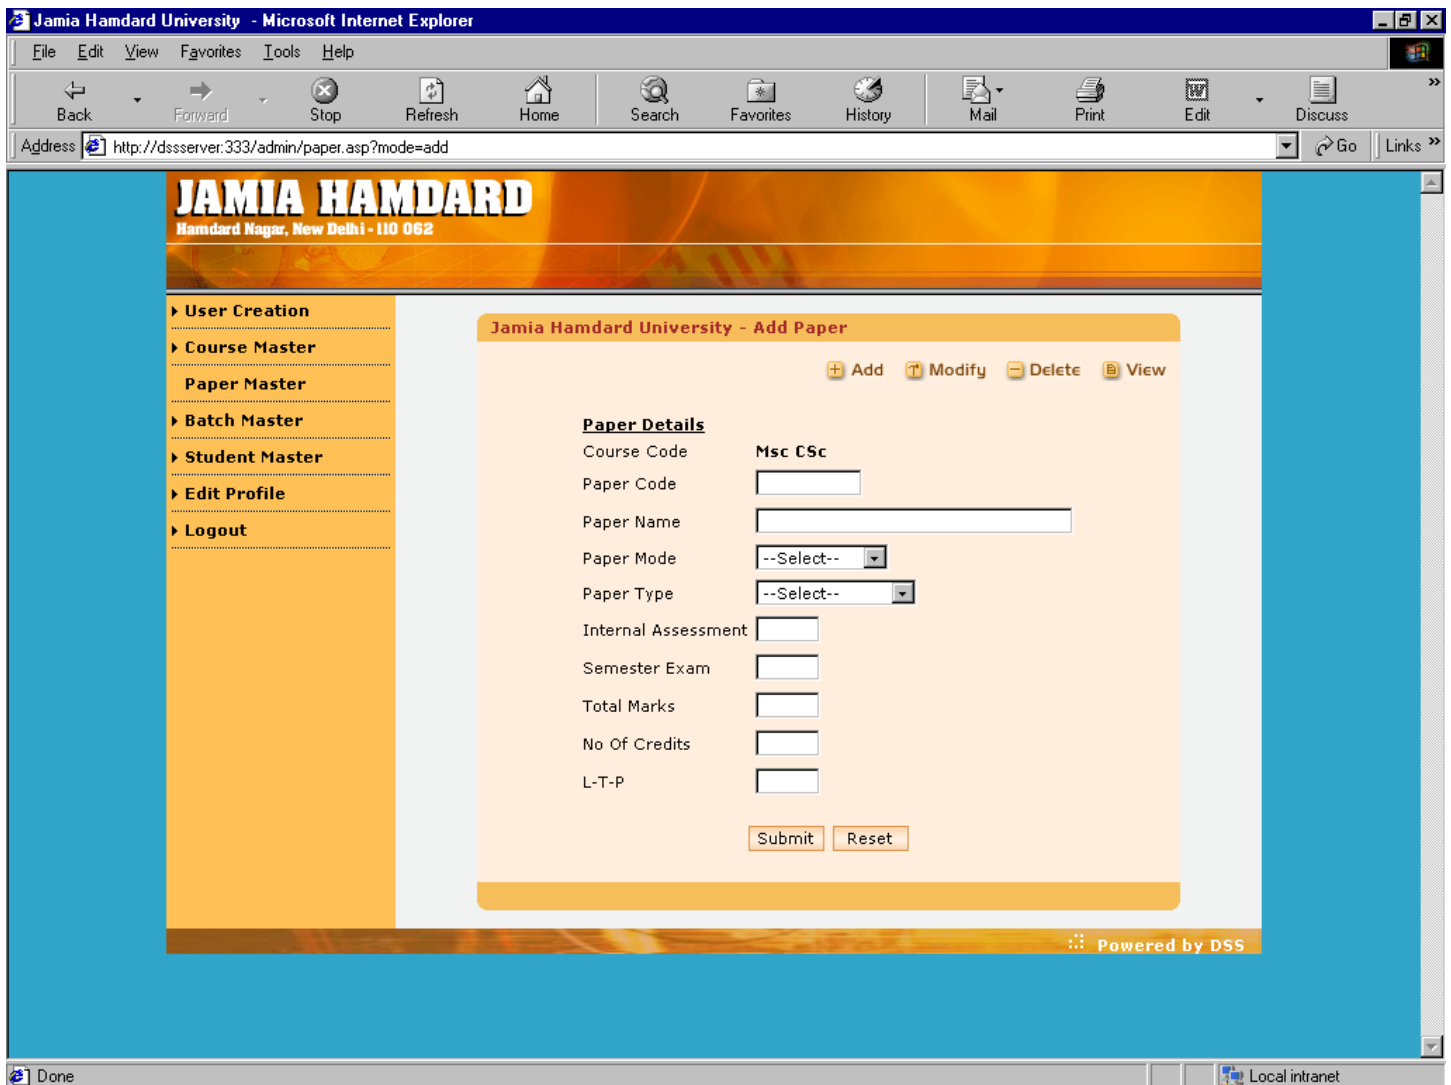 Jamia Hamdard University - Microsoft Internet Explorer
File Edit View Favorites Tools Help
Back Forward Stop Refresh Home Search Favorites History Mail Print Edit Discuss »
Address http://dssserver:333/admin/paper.asp?mode=add Go Links »
JAMIA HAMDARD
Hamdard Nagar, New Delhi - 110 062
User Creation
Course Master
Paper Master
Batch Master
Student Master
Edit Profile
Logout
Jamia Hamdard University - Add Paper
Add Modify Delete View
Paper Details
Course Code Msc CSc
Paper Code
Paper Name
Paper Mode --Select--
Paper Type --Select--
Internal Assessment
Semester Exam
Total Marks
No Of Credits
L-T-P
Submit Reset
Powered by DSS
Done Local intranet